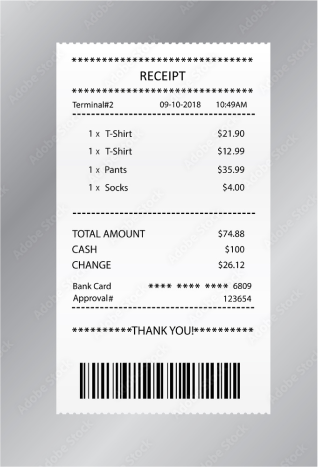 ******************************
RECEIPT
******************************
Terminal#2 09-10-2018 10:49AM
1 x T-Shirt $21.90
1 x T-Shirt $12.99
1 x Pants $35.99
1 x Socks $4.00
TOTAL AMOUNT $74.88
CASH $100
CHANGE $26.12
Bank Card **** **** **** 6809
Approval# 123654
**********THANK YOU!**********